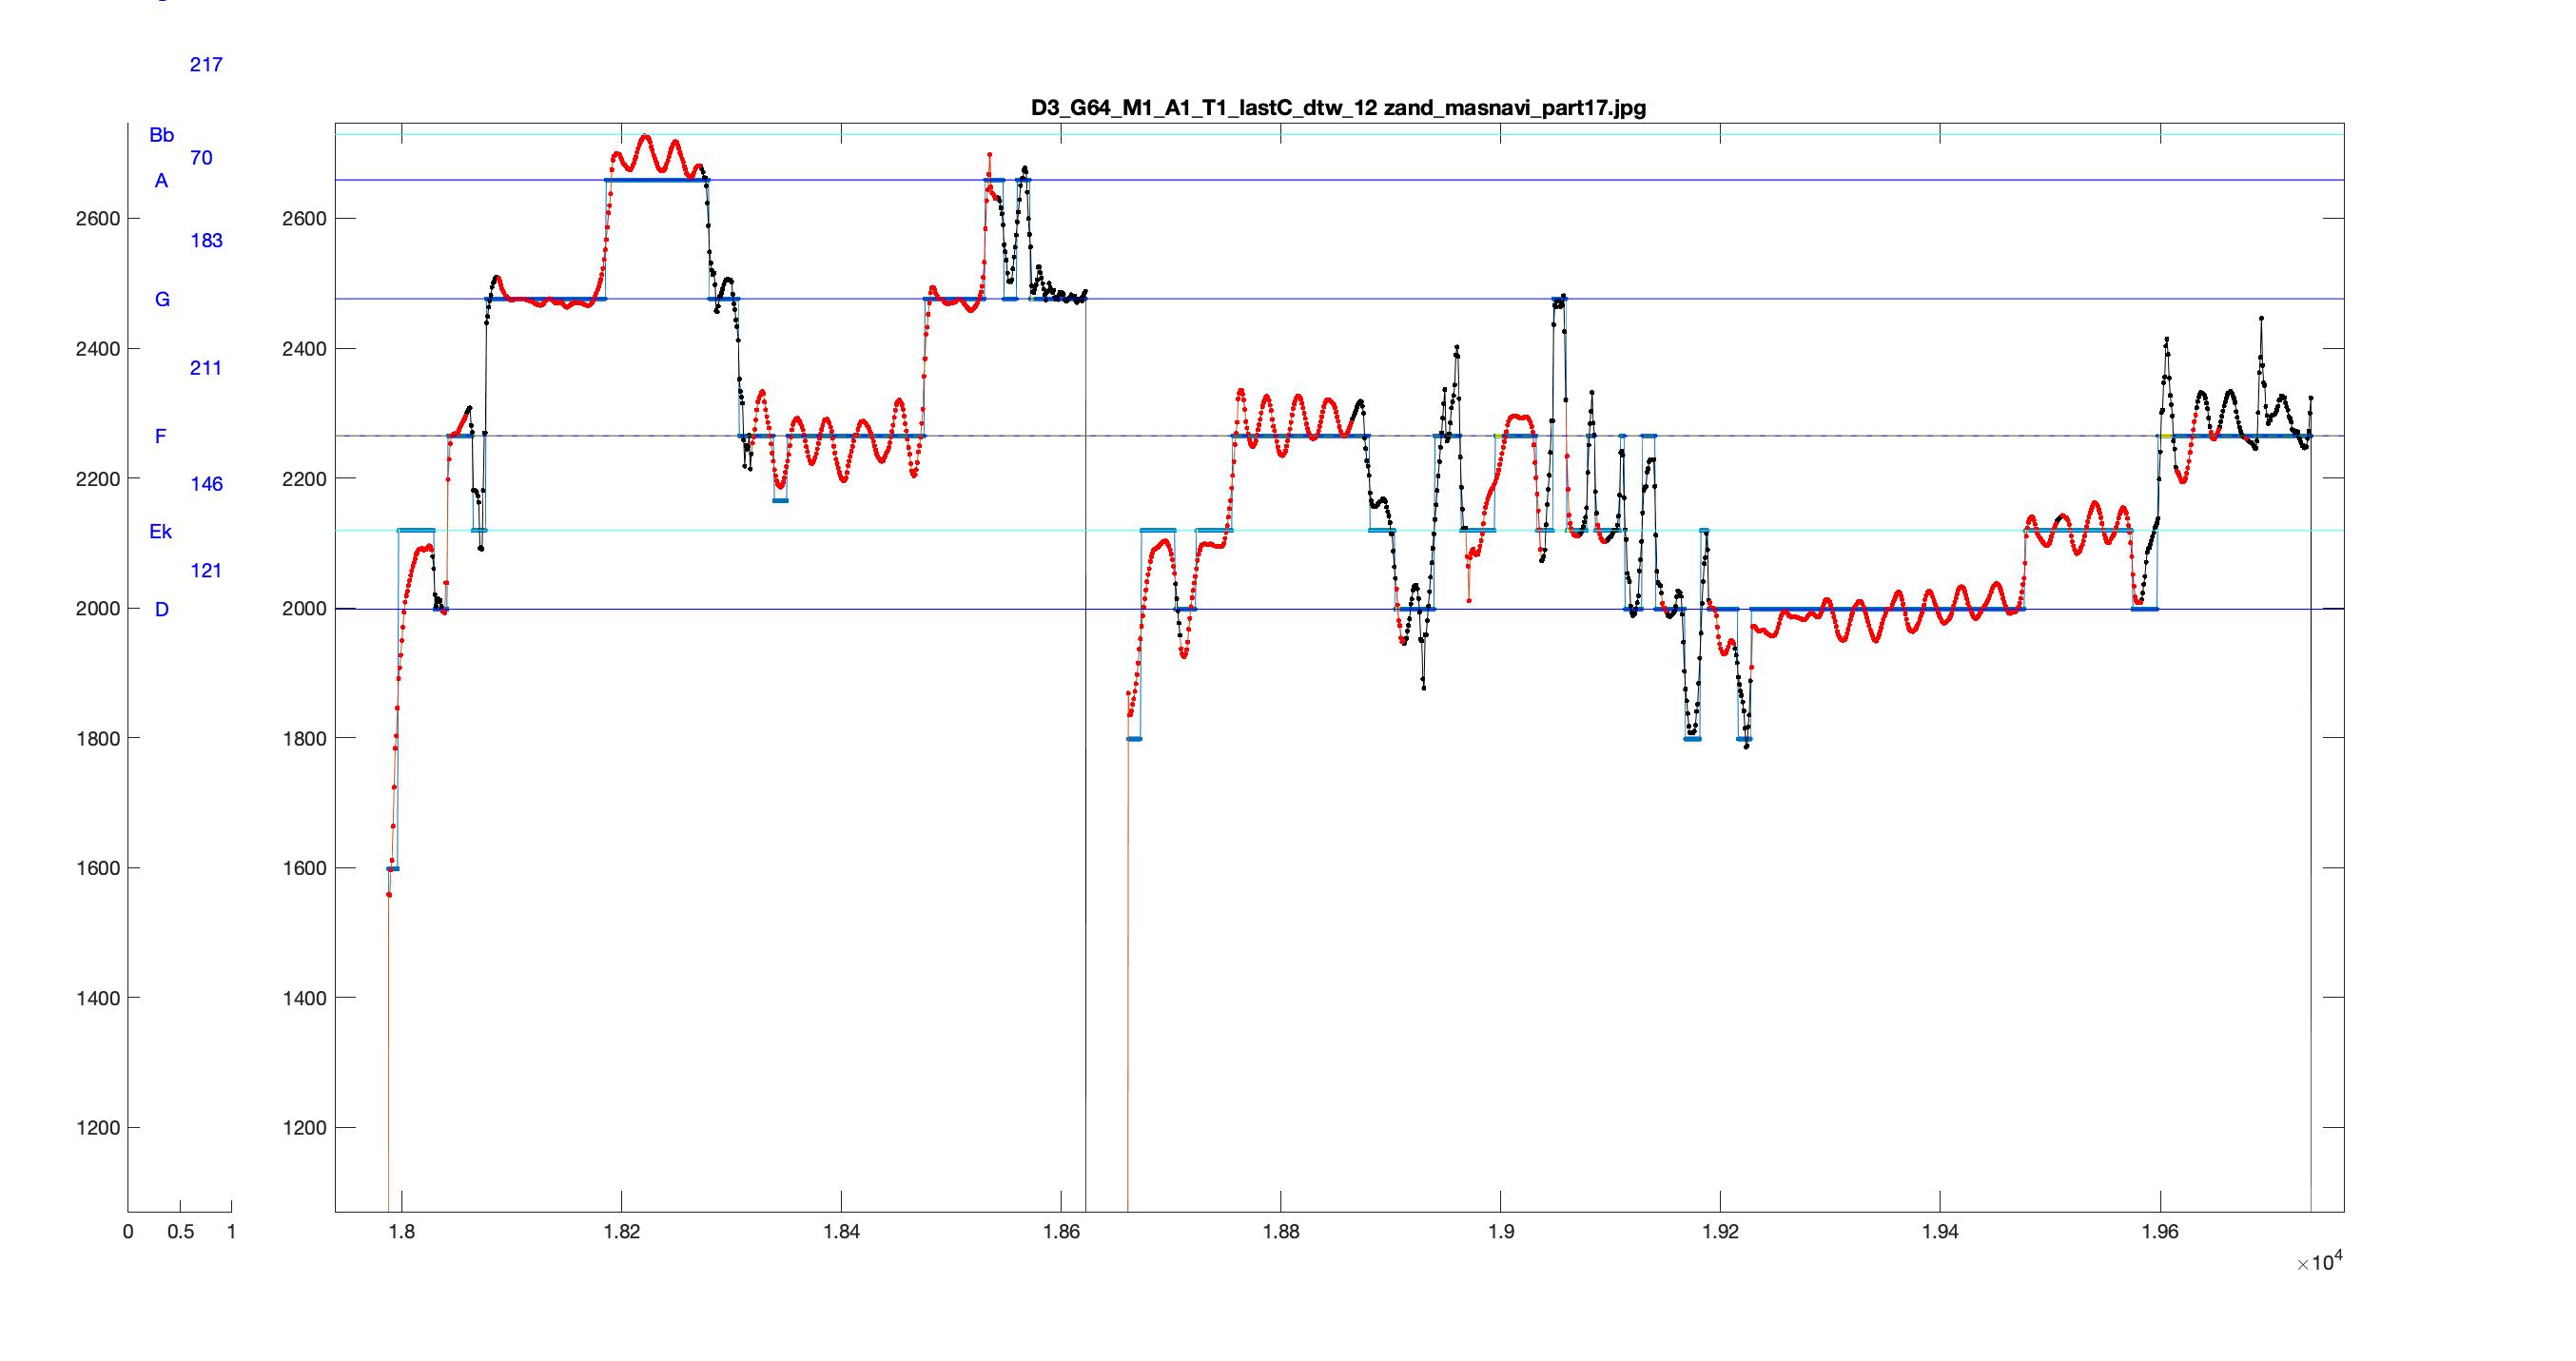 217
D3_G64_M1_A1_T1_lastC_dtw_12 zand_masnavi_part17.jpg
Bb
70
A
2600 183 2600
G
2400 211 2400
F
2200 146 2200
Ek
121
2000 D 2000
1800 1800
1600 1600
1400 1400
1200 1200
0 0.5 1 1.8 1.82 1.84 1.86 1.88 1.9 1.92 1.94 1.96
×10^4